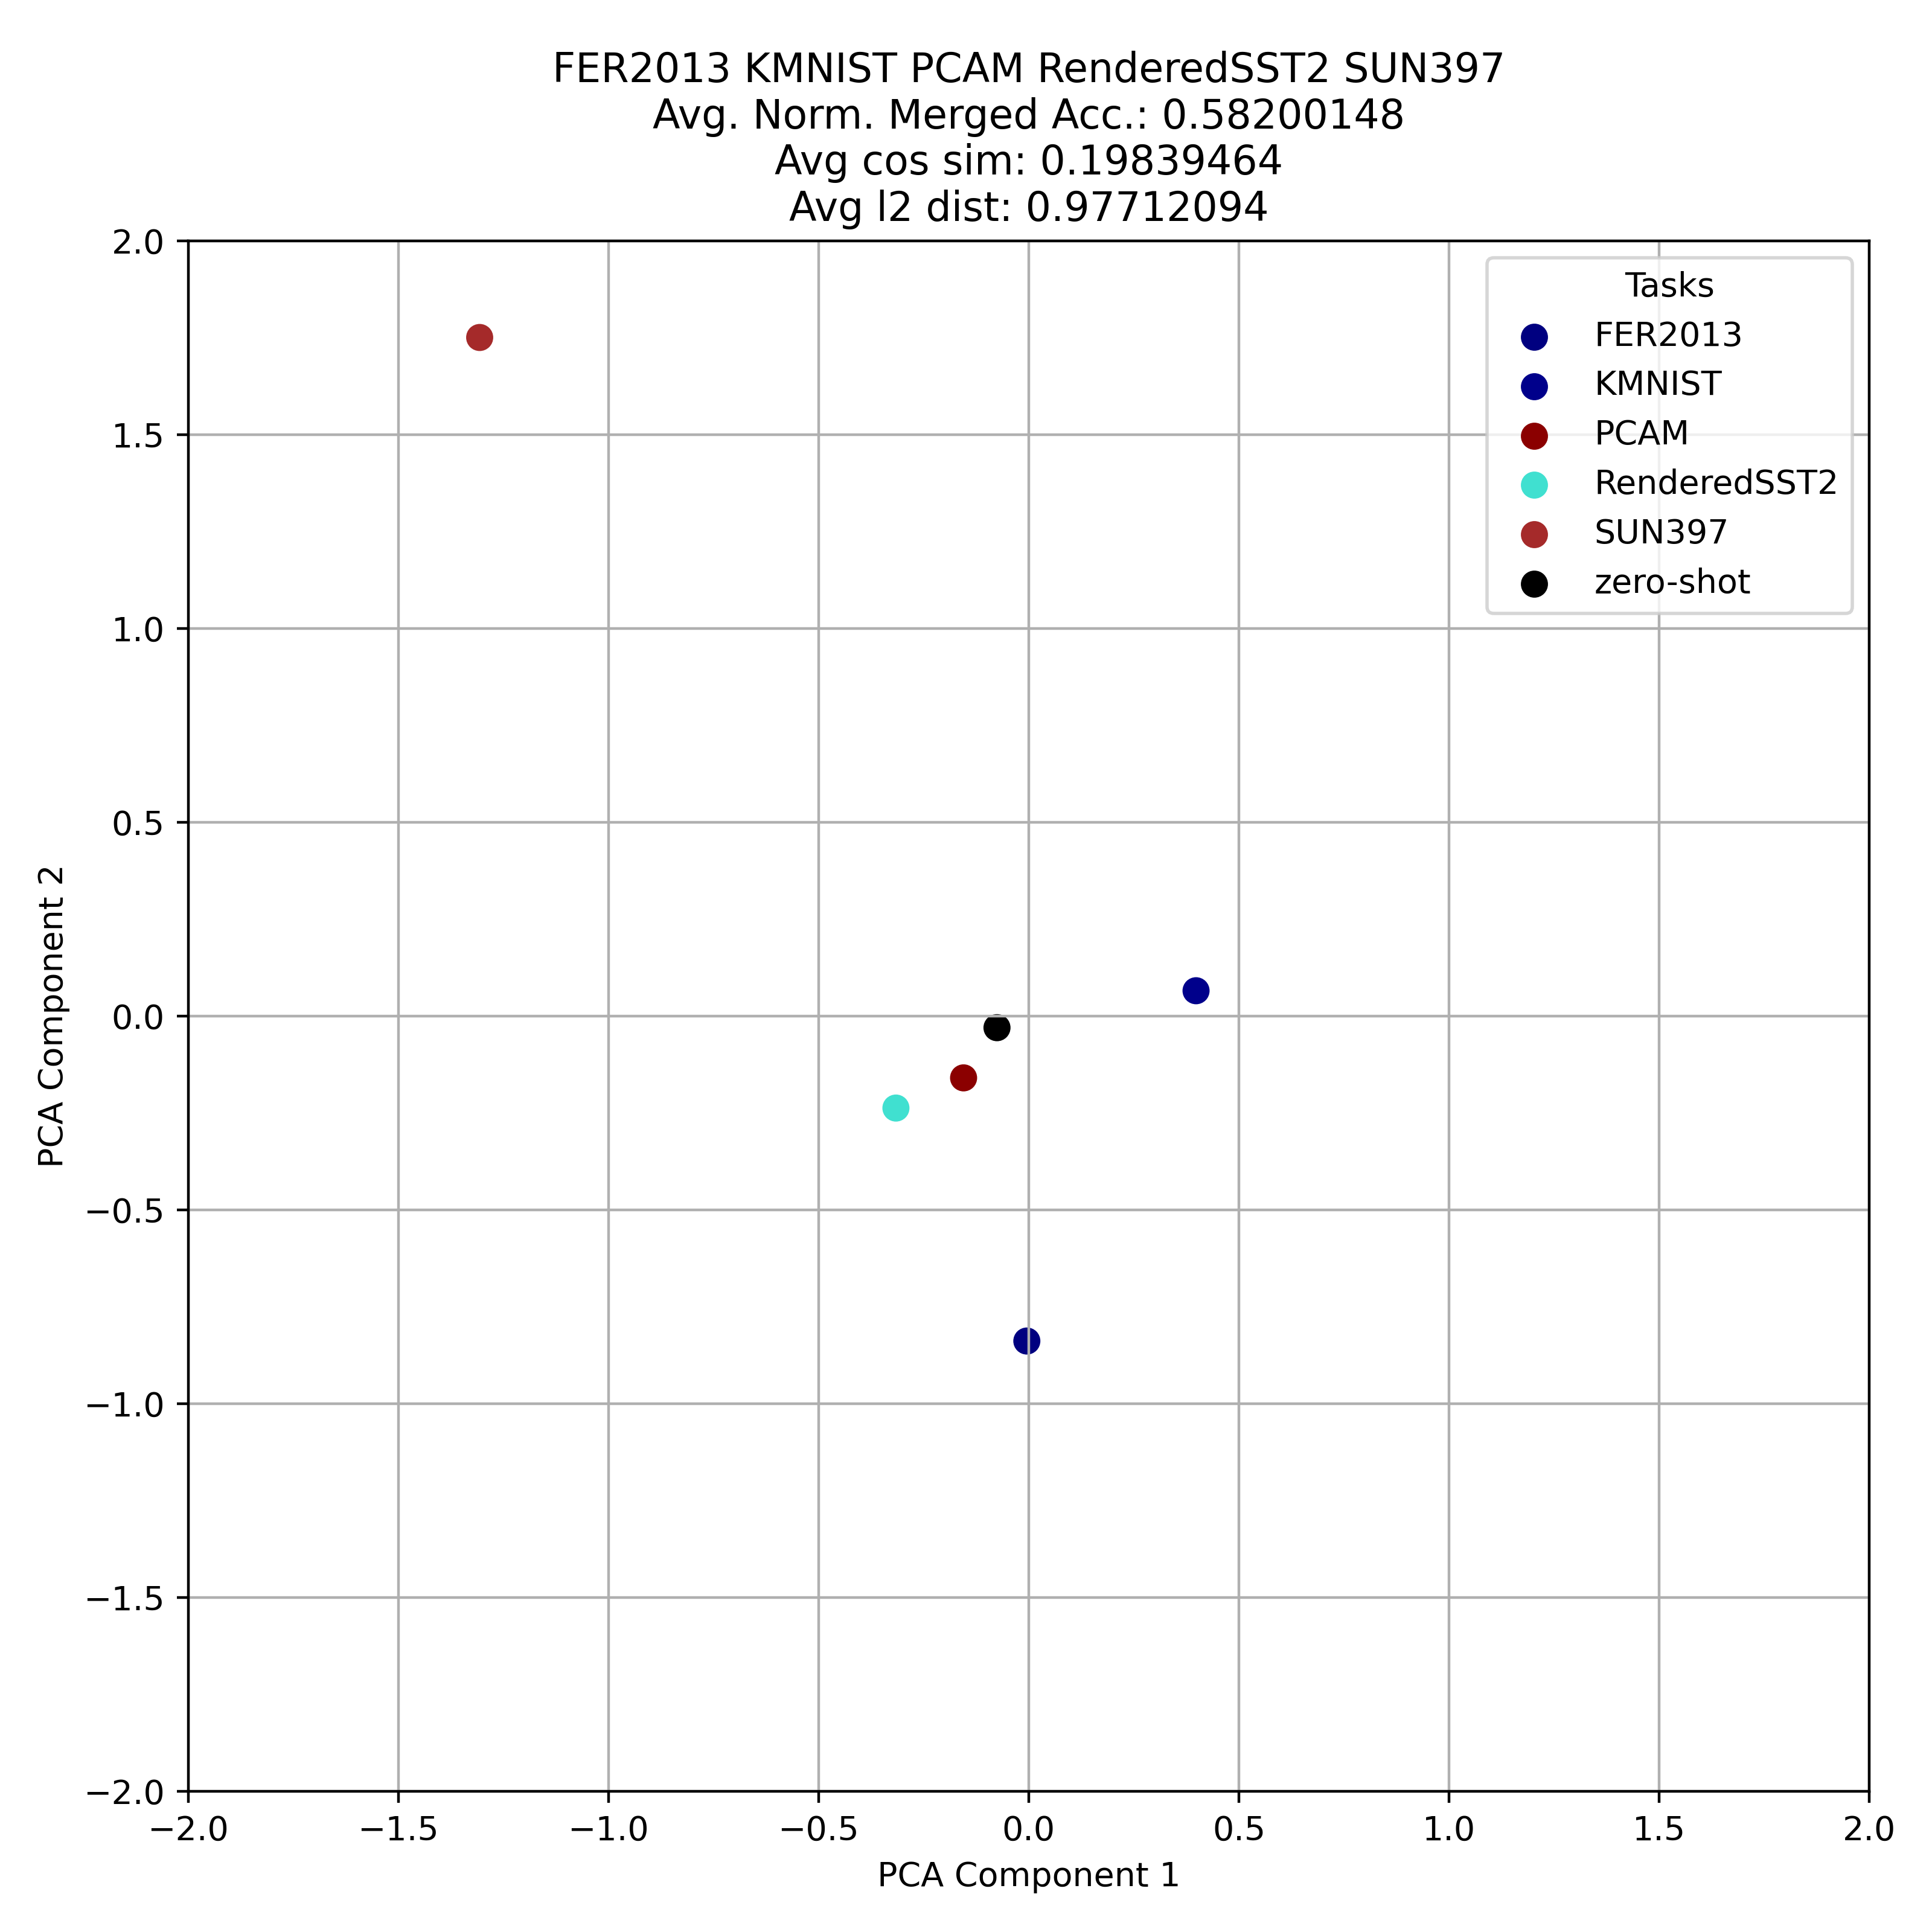 FER2013 KMNIST PCAM RenderedSST2 SUN397
Avg. Norm. Merged Acc.: 0.58200148
Avg cos sim: 0.19839464
Avg l2 dist: 0.97712094
Tasks
FER2013
KMNIST
PCAM
RenderedSST2
SUN397
zero-shot
2.0
1.5
1.0
0.5
0.0
−0.5
−1.0
−1.5
−2.0
PCA Component 2
−2.0 −1.5 −1.0 −0.5 0.0 0.5 1.0 1.5 2.0
PCA Component 1